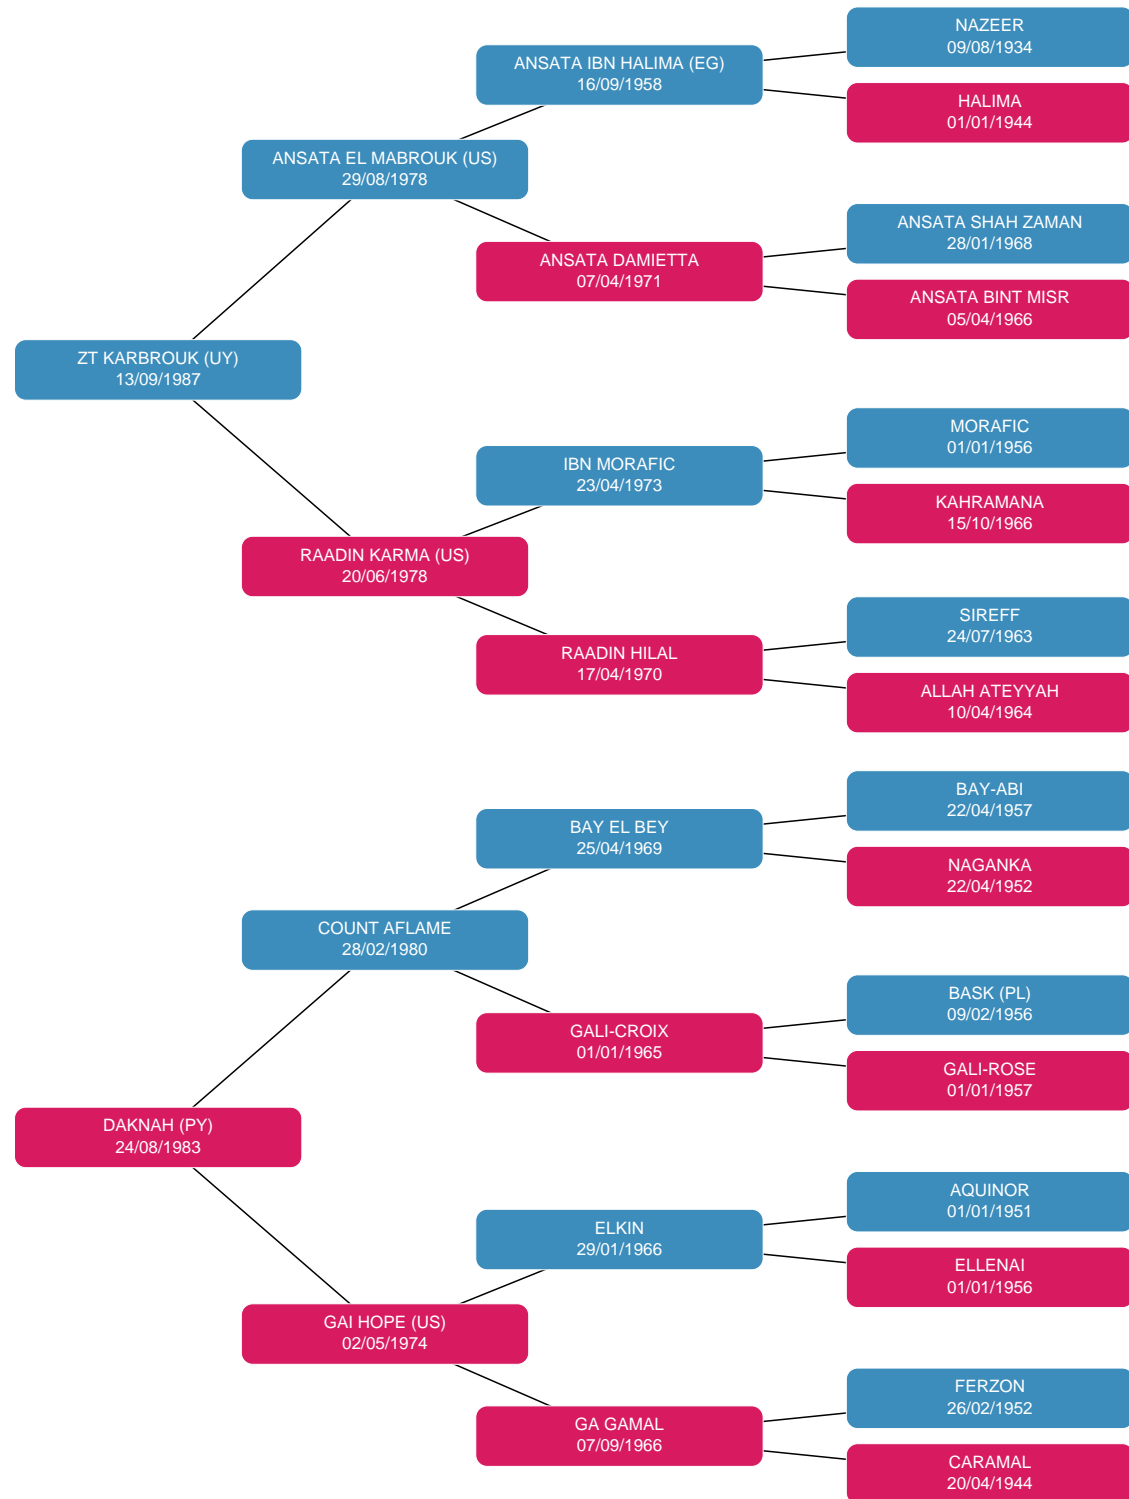 NAZEER
09/08/1934
ANSATA IBN HALIMA (EG)
16/09/1958
HALIMA
01/01/1944
ANSATA EL MABROUK (US)
29/08/1978
ANSATA SHAH ZAMAN
28/01/1968
ANSATA DAMIETTA
07/04/1971
ANSATA BINT MISR
05/04/1966
ZT KARBROUK (UY)
13/09/1987
MORAFIC
01/01/1956
IBN MORAFIC
23/04/1973
KAHRAMANA
15/10/1966
RAADIN KARMA (US)
20/06/1978
SIREFF
24/07/1963
RAADIN HILAL
17/04/1970
ALLAH ATEYYAH
10/04/1964
BAY-ABI
22/04/1957
BAY EL BEY
25/04/1969
NAGANKA
22/04/1952
COUNT AFLAME
28/02/1980
BASK (PL)
09/02/1956
GALI-CROIX
01/01/1965
GALI-ROSE
01/01/1957
DAKNAH (PY)
24/08/1983
AQUINOR
01/01/1951
ELKIN
29/01/1966
ELLENAI
01/01/1956
GAI HOPE (US)
02/05/1974
FERZON
26/02/1952
GA GAMAL
07/09/1966
CARAMAL
20/04/1944